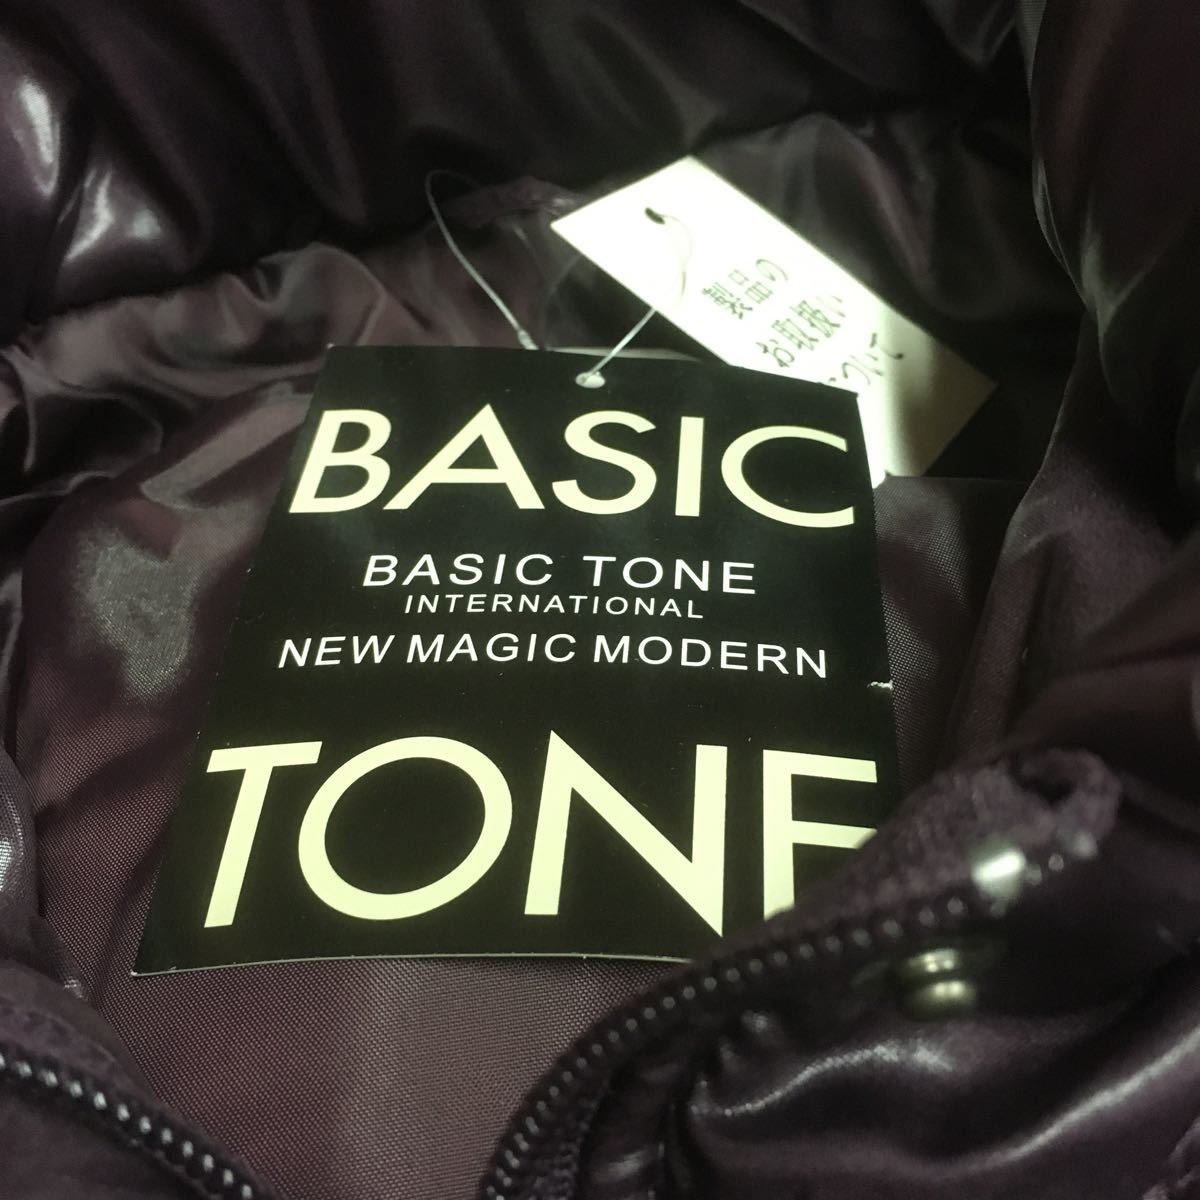 製品の
お取扱い
ついて
BASIC
BASIC TONE
INTERNATIONAL
NEW MAGIC MODERN
TONE